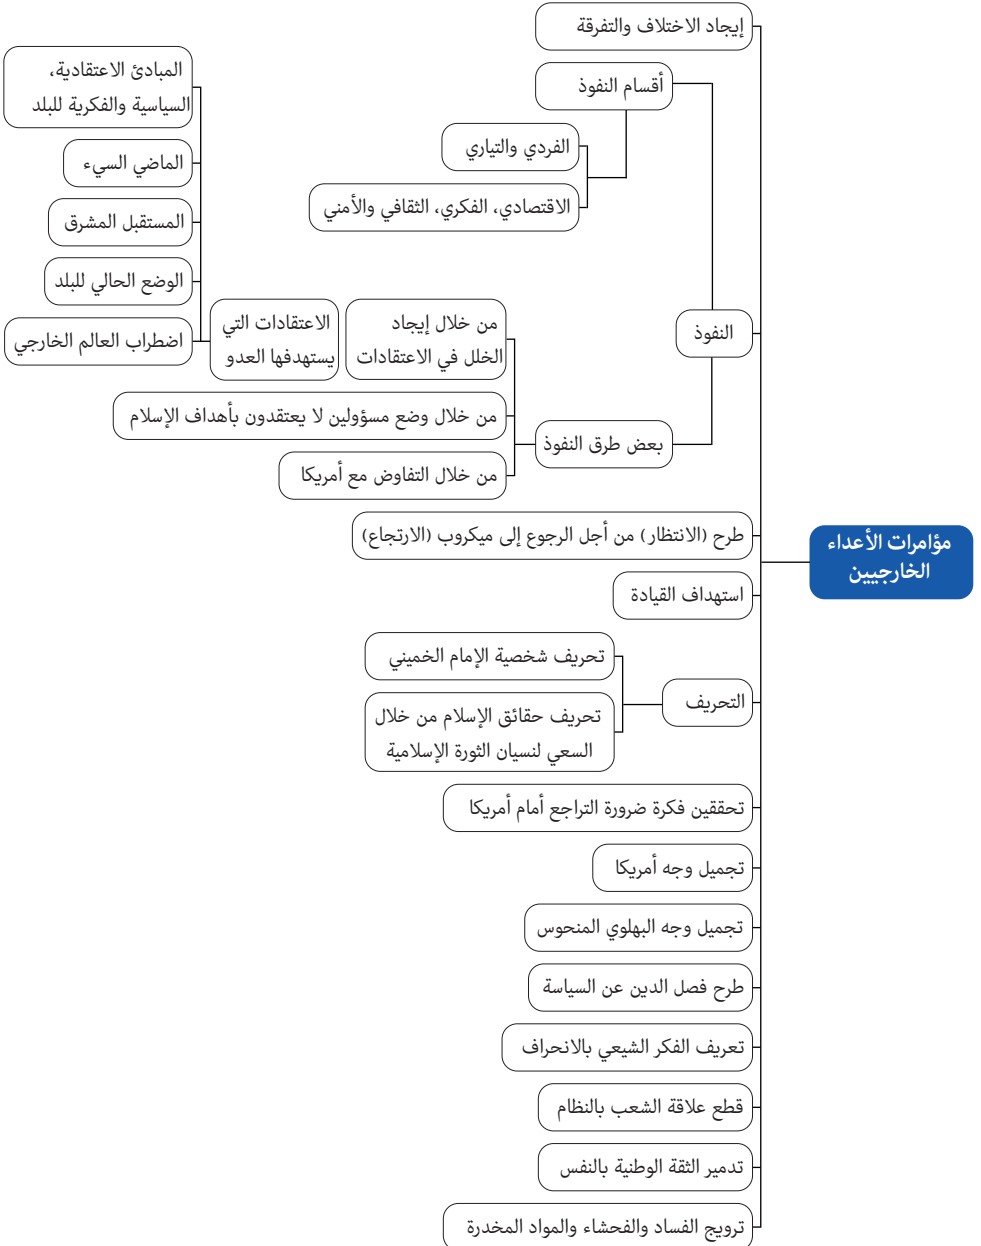 مؤامرات الأعداء
الخارجيين
إيجاد الاختلاف والتفرقة
النفوذ
أقسام النفوذ
الفردي والتياري
الاقتصادي، الفكري، الثقافي والأمني
بعض طرق النفوذ
من خلال إيجاد
الخلل في الاعتقادات
الاعتقادات التي
يستهدفها العدو
المبادئ الاعتقادية،
السياسية والفكرية للبلد
الماضي السيء
المستقبل المشرق
الوضع الحالي للبلد
اضطراب العالم الخارجي
من خلال وضع مسؤولين لا يعتقدون بأهداف الإسلام
من خلال التفاوض مع أمريكا
طرح (الانتظار) من أجل الرجوع إلى ميكروب (الارتجاع)
استهداف القيادة
التحريف
تحريف شخصية الإمام الخميني
تحريف حقائق الإسلام من خلال
السعي لنسيان الثورة الإسلامية
تحققين فكرة ضرورة التراجع أمام أمريكا
تجميل وجه أمريكا
تجميل وجه البهلوي المنحوس
طرح فصل الدين عن السياسة
تعريف الفكر الشيعي بالانحراف
قطع علاقة الشعب بالنظام
تدمير الثقة الوطنية بالنفس
ترويج الفساد والفحشاء والمواد المخدرة